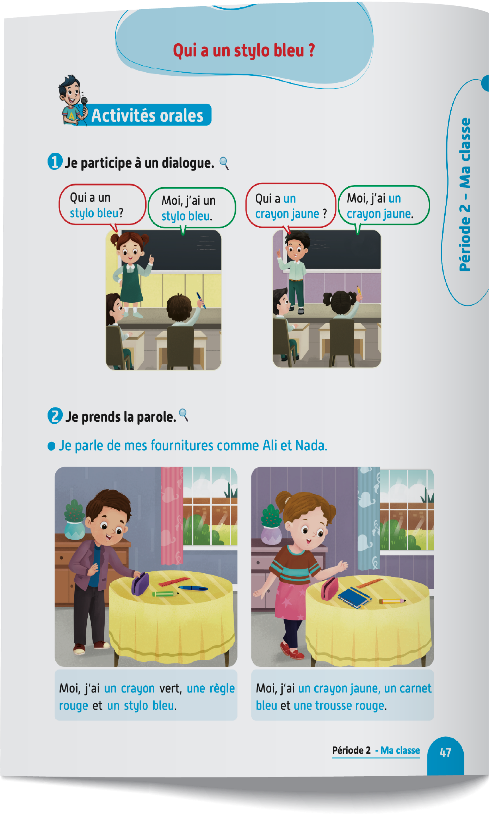 Qui a un stylo bleu ?
Activités orales
1 Je participe à un dialogue.
Qui a un
stylo bleu?
Moi, j'ai un
stylo bleu.
Qui a un
crayon jaune ?
Moi, j'ai un
crayon jaune.
Période 2 - Ma classe
2 Je prends la parole.
Je parle de mes fournitures comme Ali et Nada.
Moi, j'ai un crayon vert, une règle
rouge et un stylo bleu.
Moi, j'ai un crayon jaune, un carnet
bleu et une trousse rouge.
Période 2 - Ma classe
47